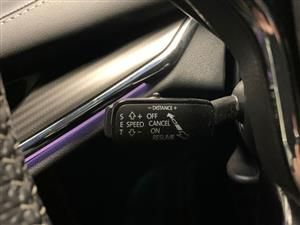 − DISTANCE +
S + OFF
E SPEED CANCEL
T − ON
RESUME